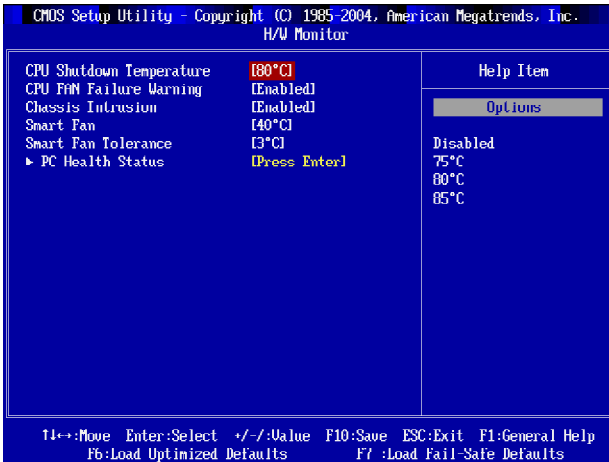 CMOS Setup Utility - Copyright (C) 1985-2004, American Megatrends, Inc.
H/W Monitor
CPU Shutdown Temperature [80°C]
CPU FAN Failure Warning [Enabled]
Chassis Intrusion [Enabled]
Smart Fan [40°C]
Smart Fan Tolerance [3°C]
► PC Health Status [Press Enter]
Help Item
Options
Disabled
75°C
80°C
85°C
↑↓↔:Move Enter:Select +/-/:Value F10:Save ESC:Exit F1:General Help
F6:Load Optimized Defaults F7 :Load Fail-Safe Defaults